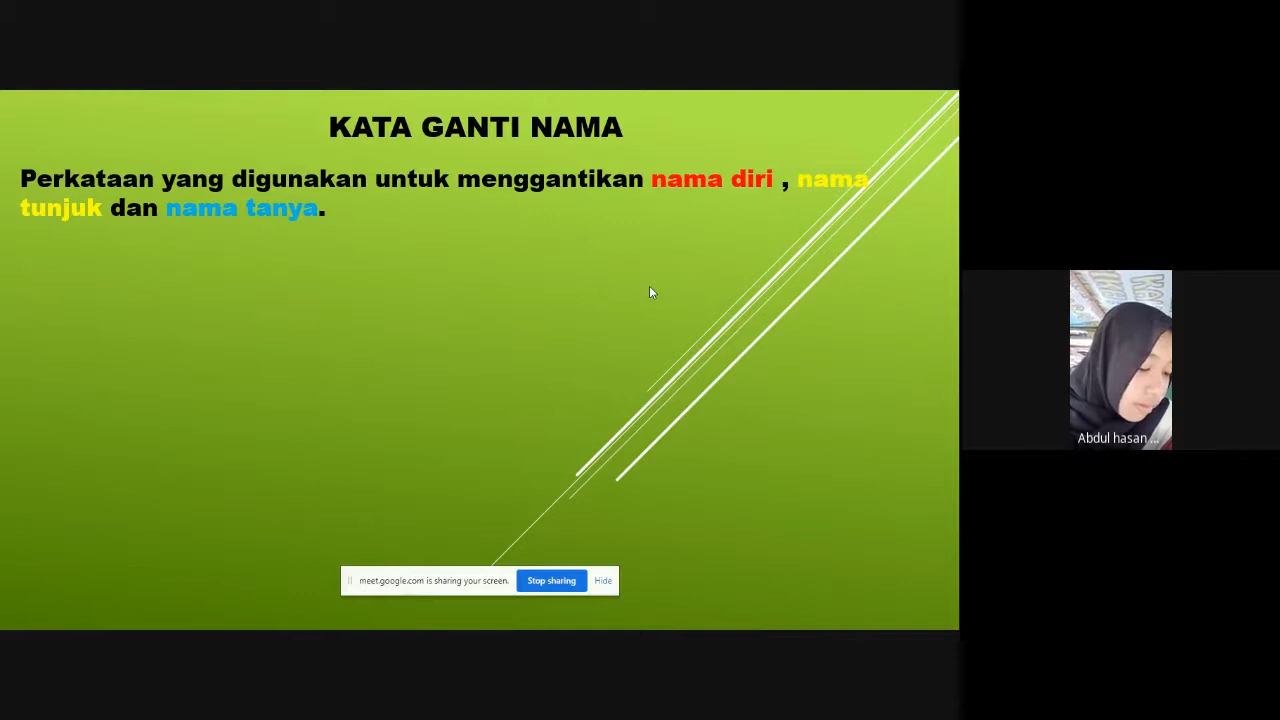 KATA GANTI NAMA
Perkataan yang digunakan untuk menggantikan nama diri , nama
tunjuk dan nama tanya.
meet.google.com is sharing your screen.
Stop sharing
Hide
Abdul hasan ...